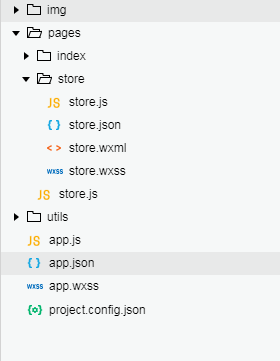 img
pages
index
store
JS store.js
{ } store.json
< > store.wxml
wxss store.wxss
JS store.js
utils
JS app.js
{ } app.json
wxss app.wxss
{o} project.config.json